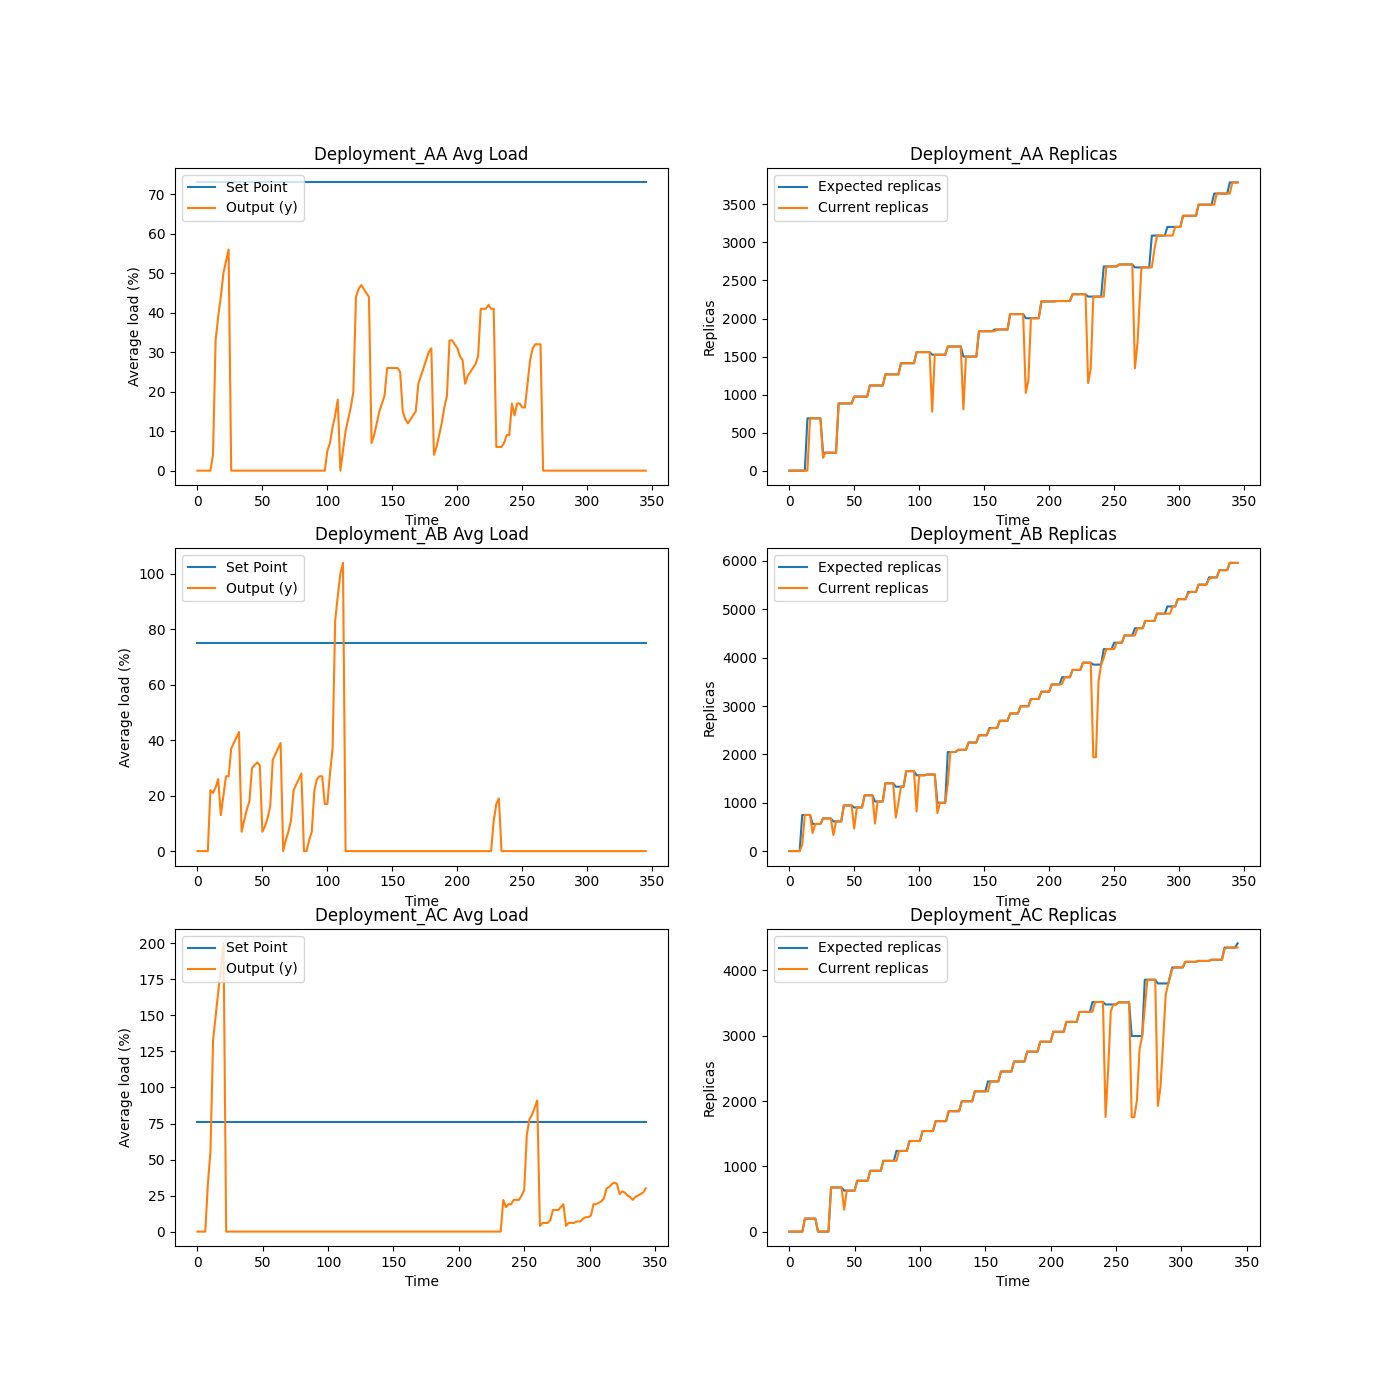 Deployment_AA Avg Load
Set Point
Output (y)
Average load (%)
70
60
50
40
30
20
10
0
0 50 100 150 200 250 300 350
Time
Deployment_AA Replicas
Expected replicas
Current replicas
Replicas
3500
3000
2500
2000
1500
1000
500
0
0 50 100 150 200 250 300 350
Time
Deployment_AB Avg Load
Set Point
Output (y)
Average load (%)
100
80
60
40
20
0
0 50 100 150 200 250 300 350
Time
Deployment_AB Replicas
Expected replicas
Current replicas
Replicas
6000
5000
4000
3000
2000
1000
0
0 50 100 150 200 250 300 350
Time
Deployment_AC Avg Load
Set Point
Output (y)
Average load (%)
200
175
150
125
100
75
50
25
0
0 50 100 150 200 250 300 350
Time
Deployment_AC Replicas
Expected replicas
Current replicas
Replicas
4000
3000
2000
1000
0
0 50 100 150 200 250 300 350
Time